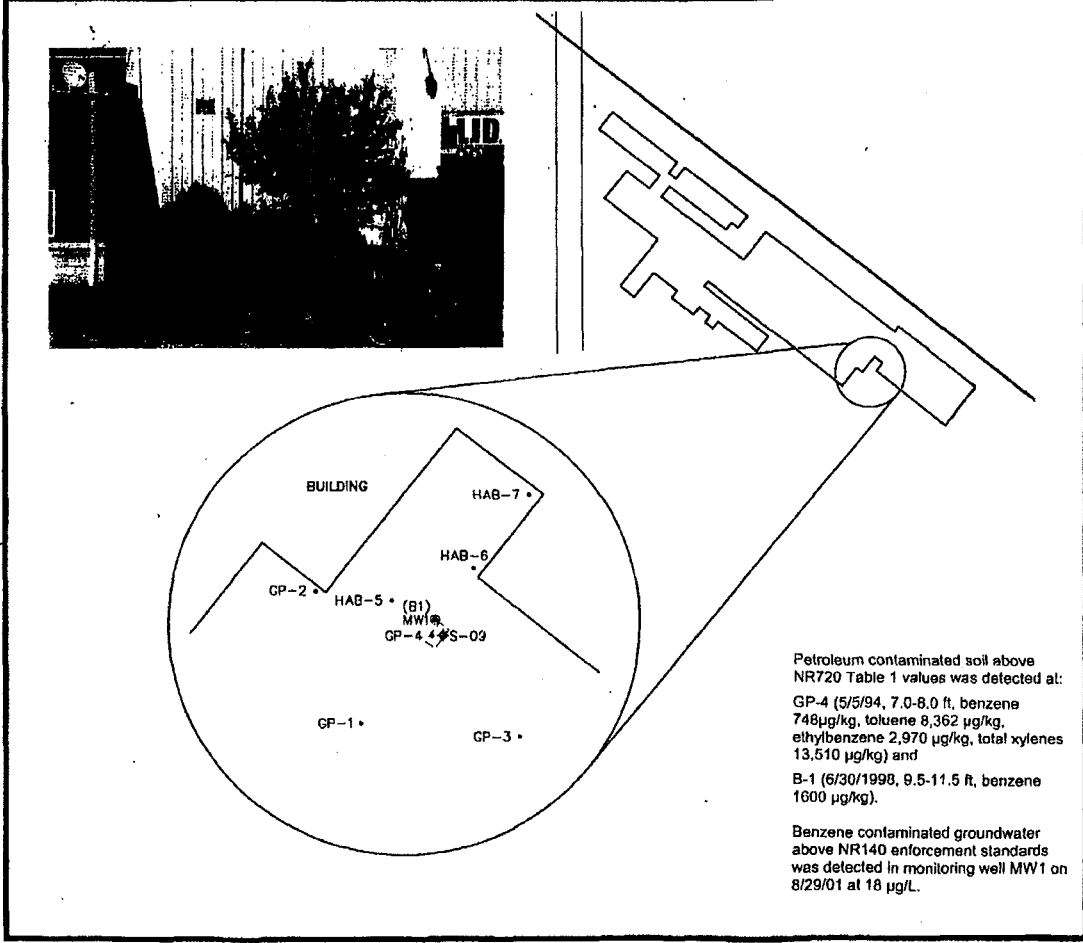 BUILDING
HAB-7
HAB-6
GP-2
HAB-5
(B1)
MW1
GP-4
S-09
GP-1
GP-3
Petroleum contaminated soil above
NR720 Table 1 values was detected at:
GP-4 (5/5/94, 7.0-8.0 ft, benzene
748µg/kg, toluene 8,362 µg/kg,
ethylbenzene 2,970 µg/kg, total xylenes
13,510 µg/kg) and
B-1 (6/30/1998, 9.5-11.5 ft, benzene
1600 µg/kg).
Benzene contaminated groundwater
above NR140 enforcement standards
was detected in monitoring well MW1 on
8/29/01 at 18 µg/L.